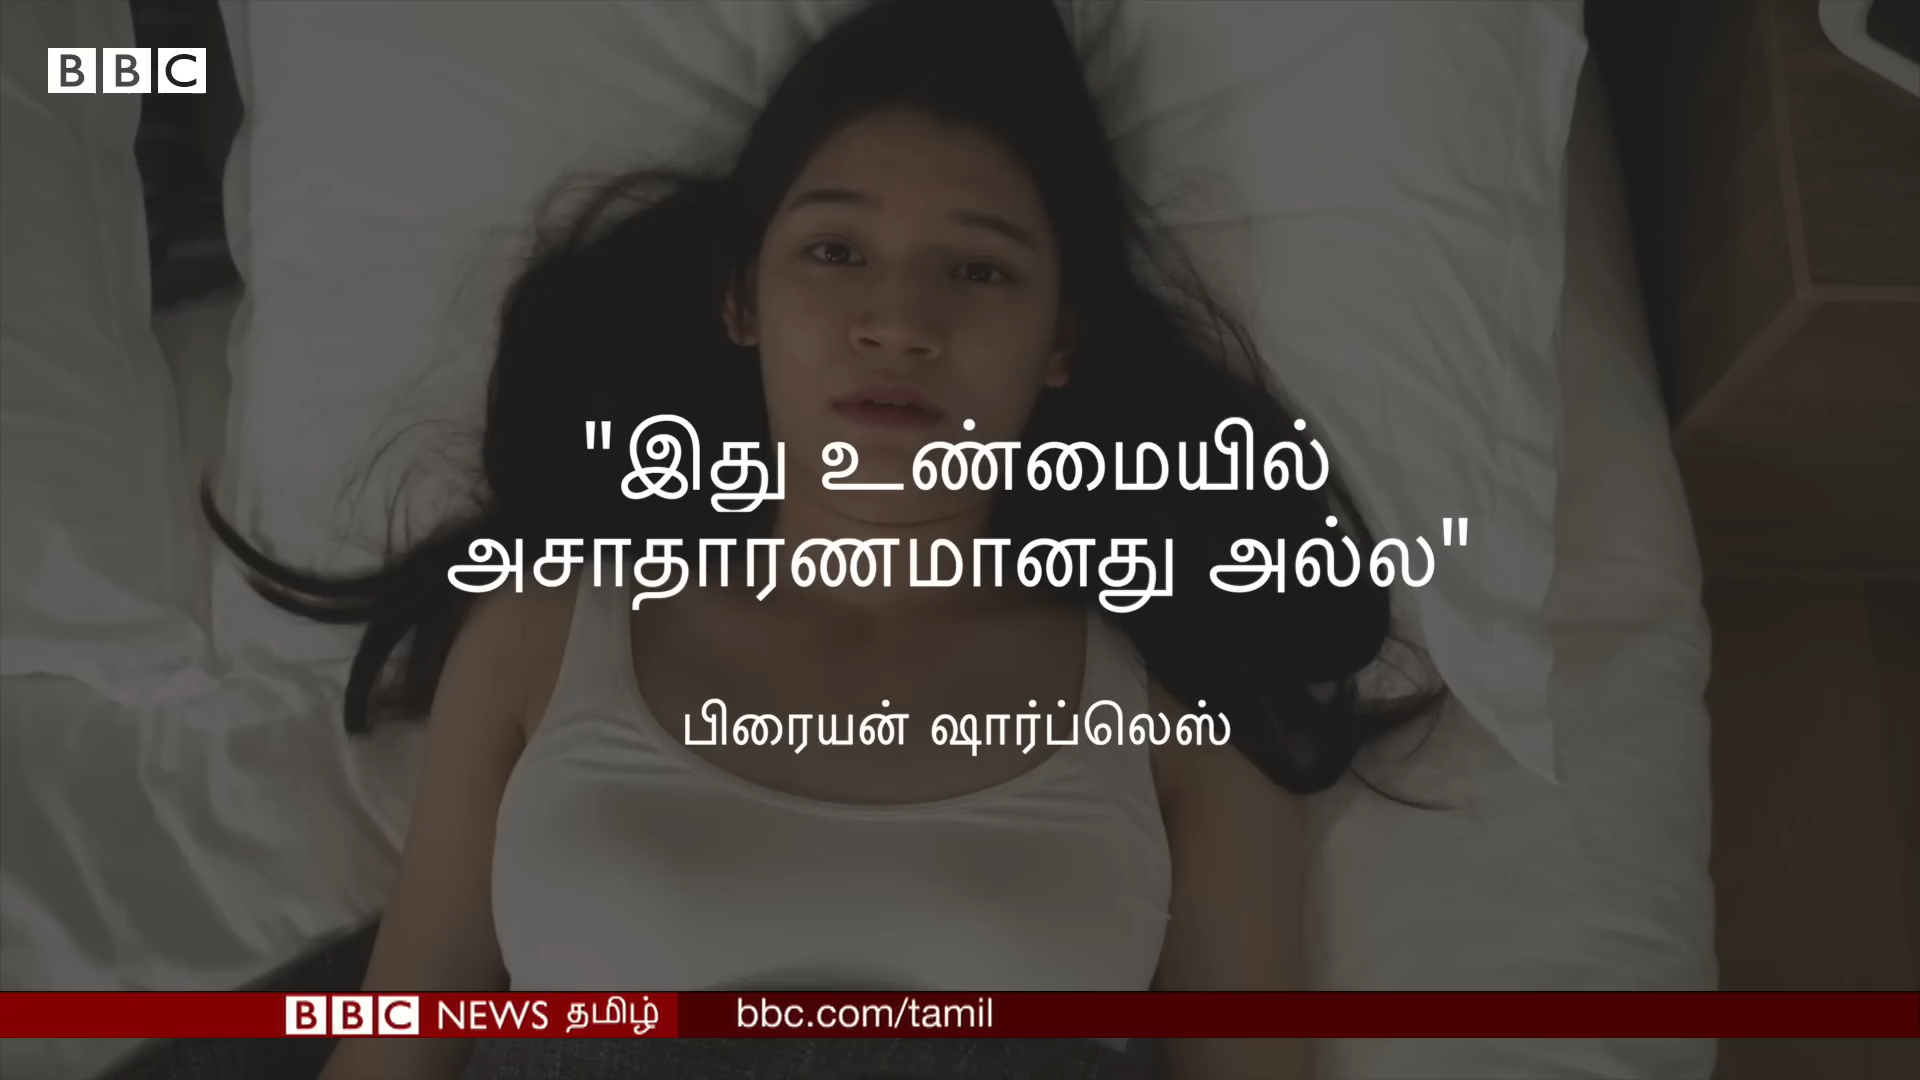 BBC
"இது உண்மையில்
அசாதாரணமானது அல்ல"
பிரையன் ஷார்ப்லெஸ்
BBC NEWS தமிழ் bbc.com/tamil